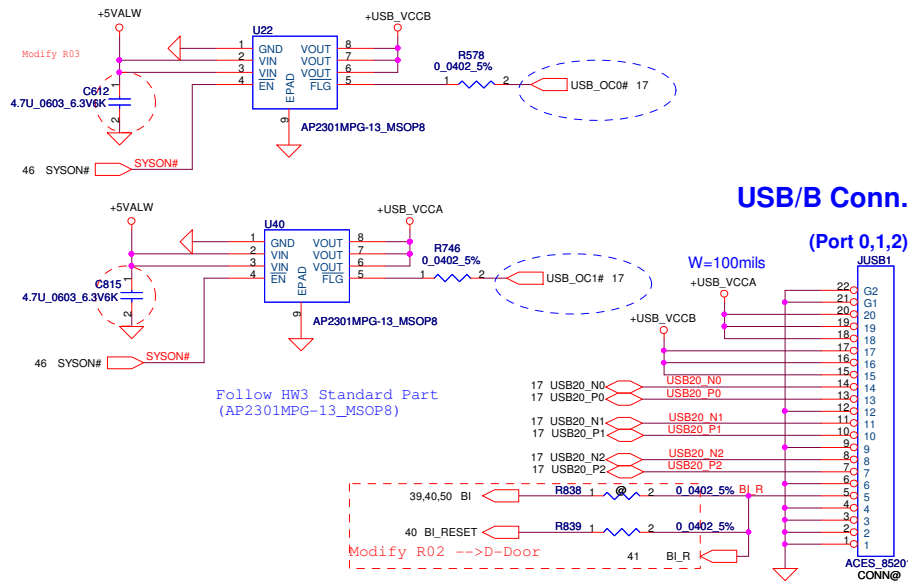 +5VALW
+USB_VCCB
U22
Modify R03
1 GND VOUT 8
2 VIN VOUT 7
3 VIN VOUT 6
4 EN FLG 5
EPAD
9
R578
0_0402_5%
1 2
USB_OC0# 17
C612
4.7U_0603_6.3V6K
1
2
AP2301MPG-13_MSOP8
46 SYSON# SYSON#
USB/B Conn.
(Port 0,1,2)
+5VALW
+USB_VCCA
U40
1 GND VOUT 8
2 VIN VOUT 7
3 VIN VOUT 6
4 EN FLG 5
EPAD
9
R746
0_0402_5%
1 2
USB_OC1# 17
C815
4.7U_0603_6.3V6K
1
2
AP2301MPG-13_MSOP8
46 SYSON# SYSON#
Follow HW3 Standard Part
(AP2301MPG-13_MSOP8)
W=100mils
+USB_VCCA
+USB_VCCB
JUSB1
22 G2
21 G1
20 20
19 19
18 18
17 17
16 16
15 15
14 14
13 13
12 12
11 11
10 10
9 9
8 8
7 7
6 6
5 5
4 4
3 3
2 2
1 1
17 USB20_N0 USB20_N0
17 USB20_P0 USB20_P0
17 USB20_N1 USB20_N1
17 USB20_P1 USB20_P1
17 USB20_N2 USB20_N2
17 USB20_P2 USB20_P2
39,40,50 BI R838 1 @ 2 0_0402_5% BI_R
40 BI_RESET R839 1 2 0_0402_5%
Modify R02 -->D-Door
41 BI_R
ACES_85201
CONN@